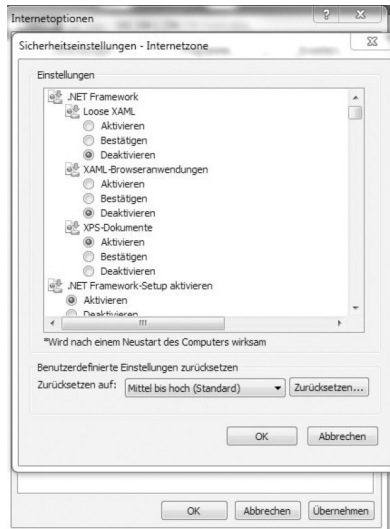 Internetoptionen
Sicherheitseinstellungen - Internetzone
Einstellungen
.NET Framework
Loose XAML
Aktivieren
Bestätigen
Deaktivieren
XAML-Browseranwendungen
Aktivieren
Bestätigen
Deaktivieren
XPS-Dokumente
Aktivieren
Bestätigen
Deaktivieren
.NET Framework-Setup aktivieren
Aktivieren
Deaktivieren
*Wird nach einem Neustart des Computers wirksam
Benutzerdefinierte Einstellungen zurücksetzen
Zurücksetzen auf: Mittel bis hoch (Standard) Zurücksetzen...
OK Abbrechen
OK Abbrechen Übernehmen